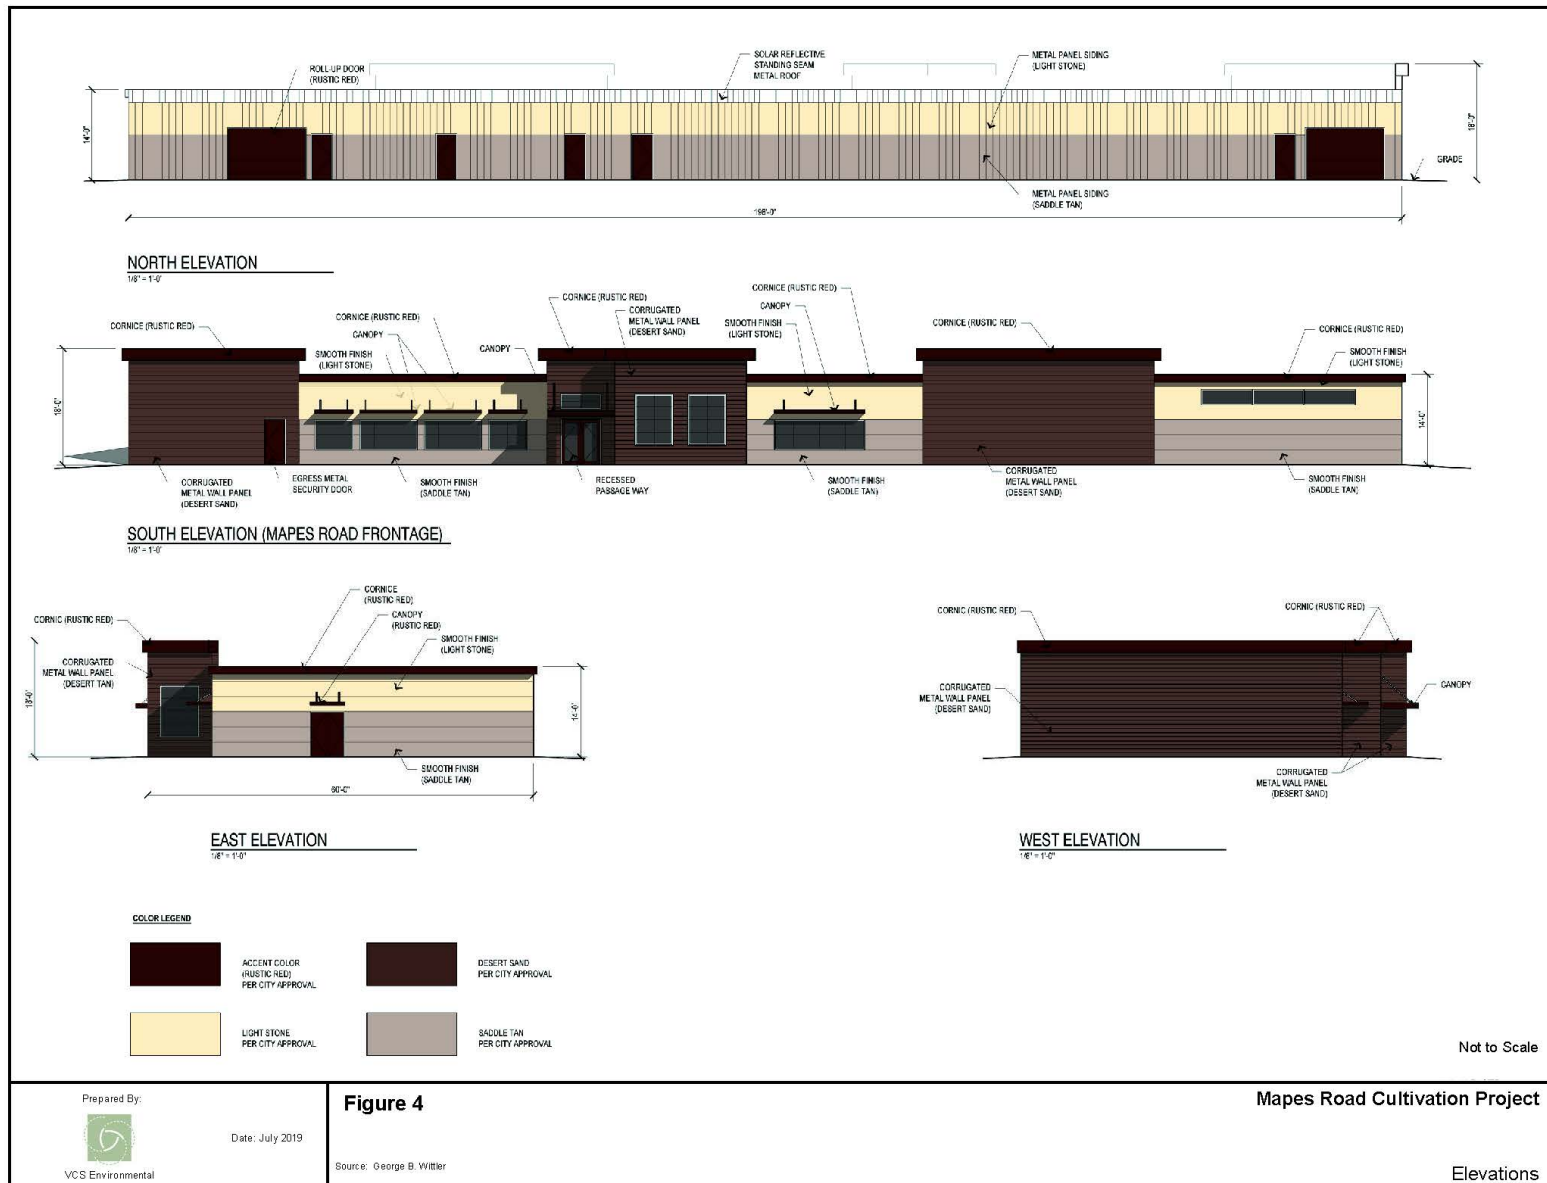 ROLL-UP DOOR
(RUSTIC RED)
SOLAR REFLECTIVE
STANDING SEAM
METAL ROOF
METAL PANEL SIDING
(LIGHT STONE)
14'-0"
18'-0"
GRADE
METAL PANEL SIDING
(SADDLE TAN)
198'-0"
NORTH ELEVATION
1/8" = 1'-0"
CORNICE (RUSTIC RED)
CORNICE (RUSTIC RED)
CANOPY
SMOOTH FINISH
(LIGHT STONE)
CANOPY
CORNICE (RUSTIC RED)
CORRUGATED
METAL WALL PANEL
(DESERT SAND)
CORNICE (RUSTIC RED)
CANOPY
SMOOTH FINISH
(LIGHT STONE)
CORNICE (RUSTIC RED)
CORNICE (RUSTIC RED)
SMOOTH FINISH
(LIGHT STONE)
18'-0"
14'-0"
CORRUGATED
METAL WALL PANEL
(DESERT SAND)
EGRESS METAL
SECURITY DOOR
SMOOTH FINISH
(SADDLE TAN)
RECESSED
PASSAGE WAY
SMOOTH FINISH
(SADDLE TAN)
CORRUGATED
METAL WALL PANEL
(DESERT SAND)
SMOOTH FINISH
(SADDLE TAN)
SOUTH ELEVATION (MAPES ROAD FRONTAGE)
1/8" = 1'-0"
CORNIC (RUSTIC RED)
CORNICE
(RUSTIC RED)
CANOPY
(RUSTIC RED)
SMOOTH FINISH
(LIGHT STONE)
CORRUGATED
METAL WALL PANEL
(DESERT TAN)
18'-0"
14'-0"
SMOOTH FINISH
(SADDLE TAN)
60'-0"
EAST ELEVATION
1/8" = 1'-0"
CORNIC (RUSTIC RED)
CORNIC (RUSTIC RED)
CORRUGATED
METAL WALL PANEL
(DESERT SAND)
CANOPY
CORRUGATED
METAL WALL PANEL
(DESERT SAND)
WEST ELEVATION
1/8" = 1'-0"
COLOR LEGEND
ACCENT COLOR
(RUSTIC RED)
PER CITY APPROVAL
DESERT SAND
PER CITY APPROVAL
LIGHT STONE
PER CITY APPROVAL
SADDLE TAN
PER CITY APPROVAL
Not to Scale
Prepared By:
VCS Environmental
Date: July 2019
Figure 4
Source: George B. Wittler
Mapes Road Cultivation Project
Elevations